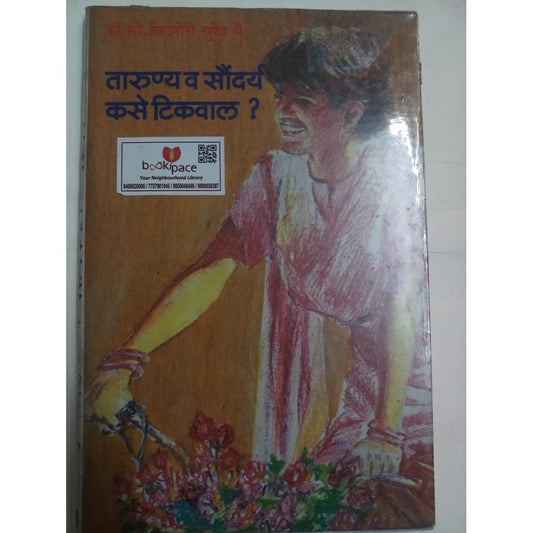 डॉ. सौ. किशोरी सुरेंद्र पै
तारुण्य व सौंदर्य
कसे टिकवाल ?
bookspace
Your Neighbourhood Library